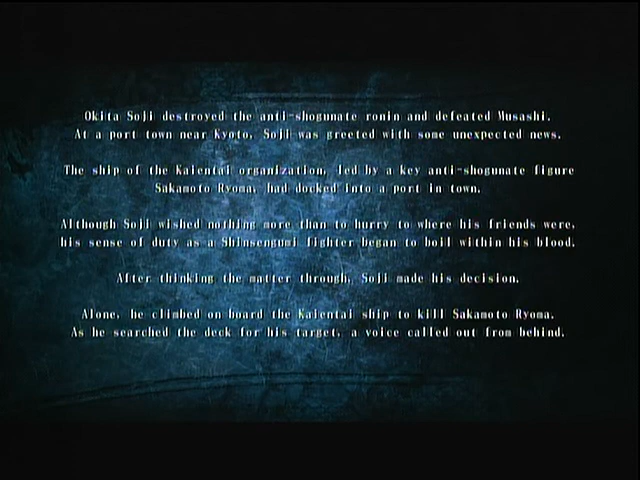 Okita Soji destroyed the anti-shogunate ronin and defeated Musashi.
At a port town near Kyoto, Soji was greeted with some unexpected news.
The ship of the Kaientai organization, led by a key anti-shogunate figure
Sakamoto Ryoma, had docked into a port in town.
Although Soji wished nothing more than to hurry to where his friends were,
his sense of duty as a Shinsengumi fighter began to boil within his blood.
After thinking the matter through, Soji made his decision.
Alone, he climbed on board the Kaientai ship to kill Sakamoto Ryoma.
As he searched the deck for his target, a voice called out from behind.